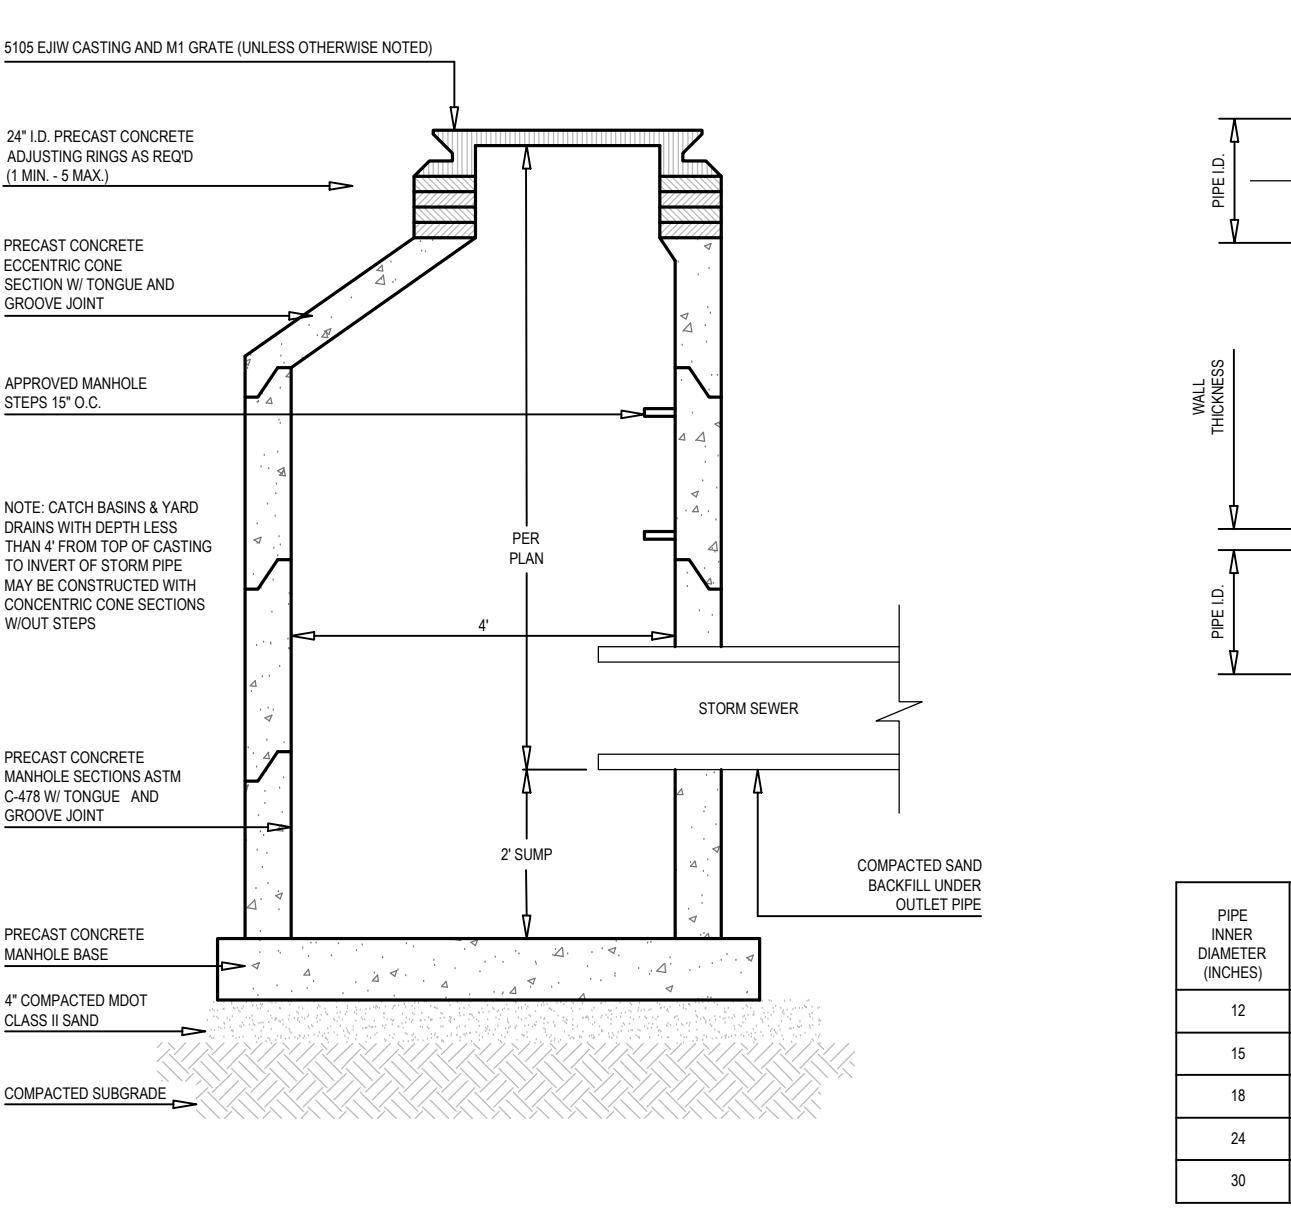 5105 EJIW CASTING AND M1 GRATE (UNLESS OTHERWISE NOTED)
24" I.D. PRECAST CONCRETE
ADJUSTING RINGS AS REQ'D
(1 MIN. - 5 MAX.)
PRECAST CONCRETE
ECCENTRIC CONE
SECTION W/ TONGUE AND
GROOVE JOINT
APPROVED MANHOLE
STEPS 15" O.C.
NOTE: CATCH BASINS & YARD
DRAINS WITH DEPTH LESS
THAN 4' FROM TOP OF CASTING
TO INVERT OF STORM PIPE
MAY BE CONSTRUCTED WITH
CONCENTRIC CONE SECTIONS
W/OUT STEPS
PRECAST CONCRETE
MANHOLE SECTIONS ASTM
C-478 W/ TONGUE AND
GROOVE JOINT
PRECAST CONCRETE
MANHOLE BASE
4" COMPACTED MDOT
CLASS II SAND
COMPACTED SUBGRADE
PER
PLAN
4'
STORM SEWER
2' SUMP
COMPACTED SAND
BACKFILL UNDER
OUTLET PIPE
PIPE I.D.
WALL
THICKNESS
PIPE I.D.
PIPE
INNER
DIAMETER
(INCHES)
12
15
18
24
30